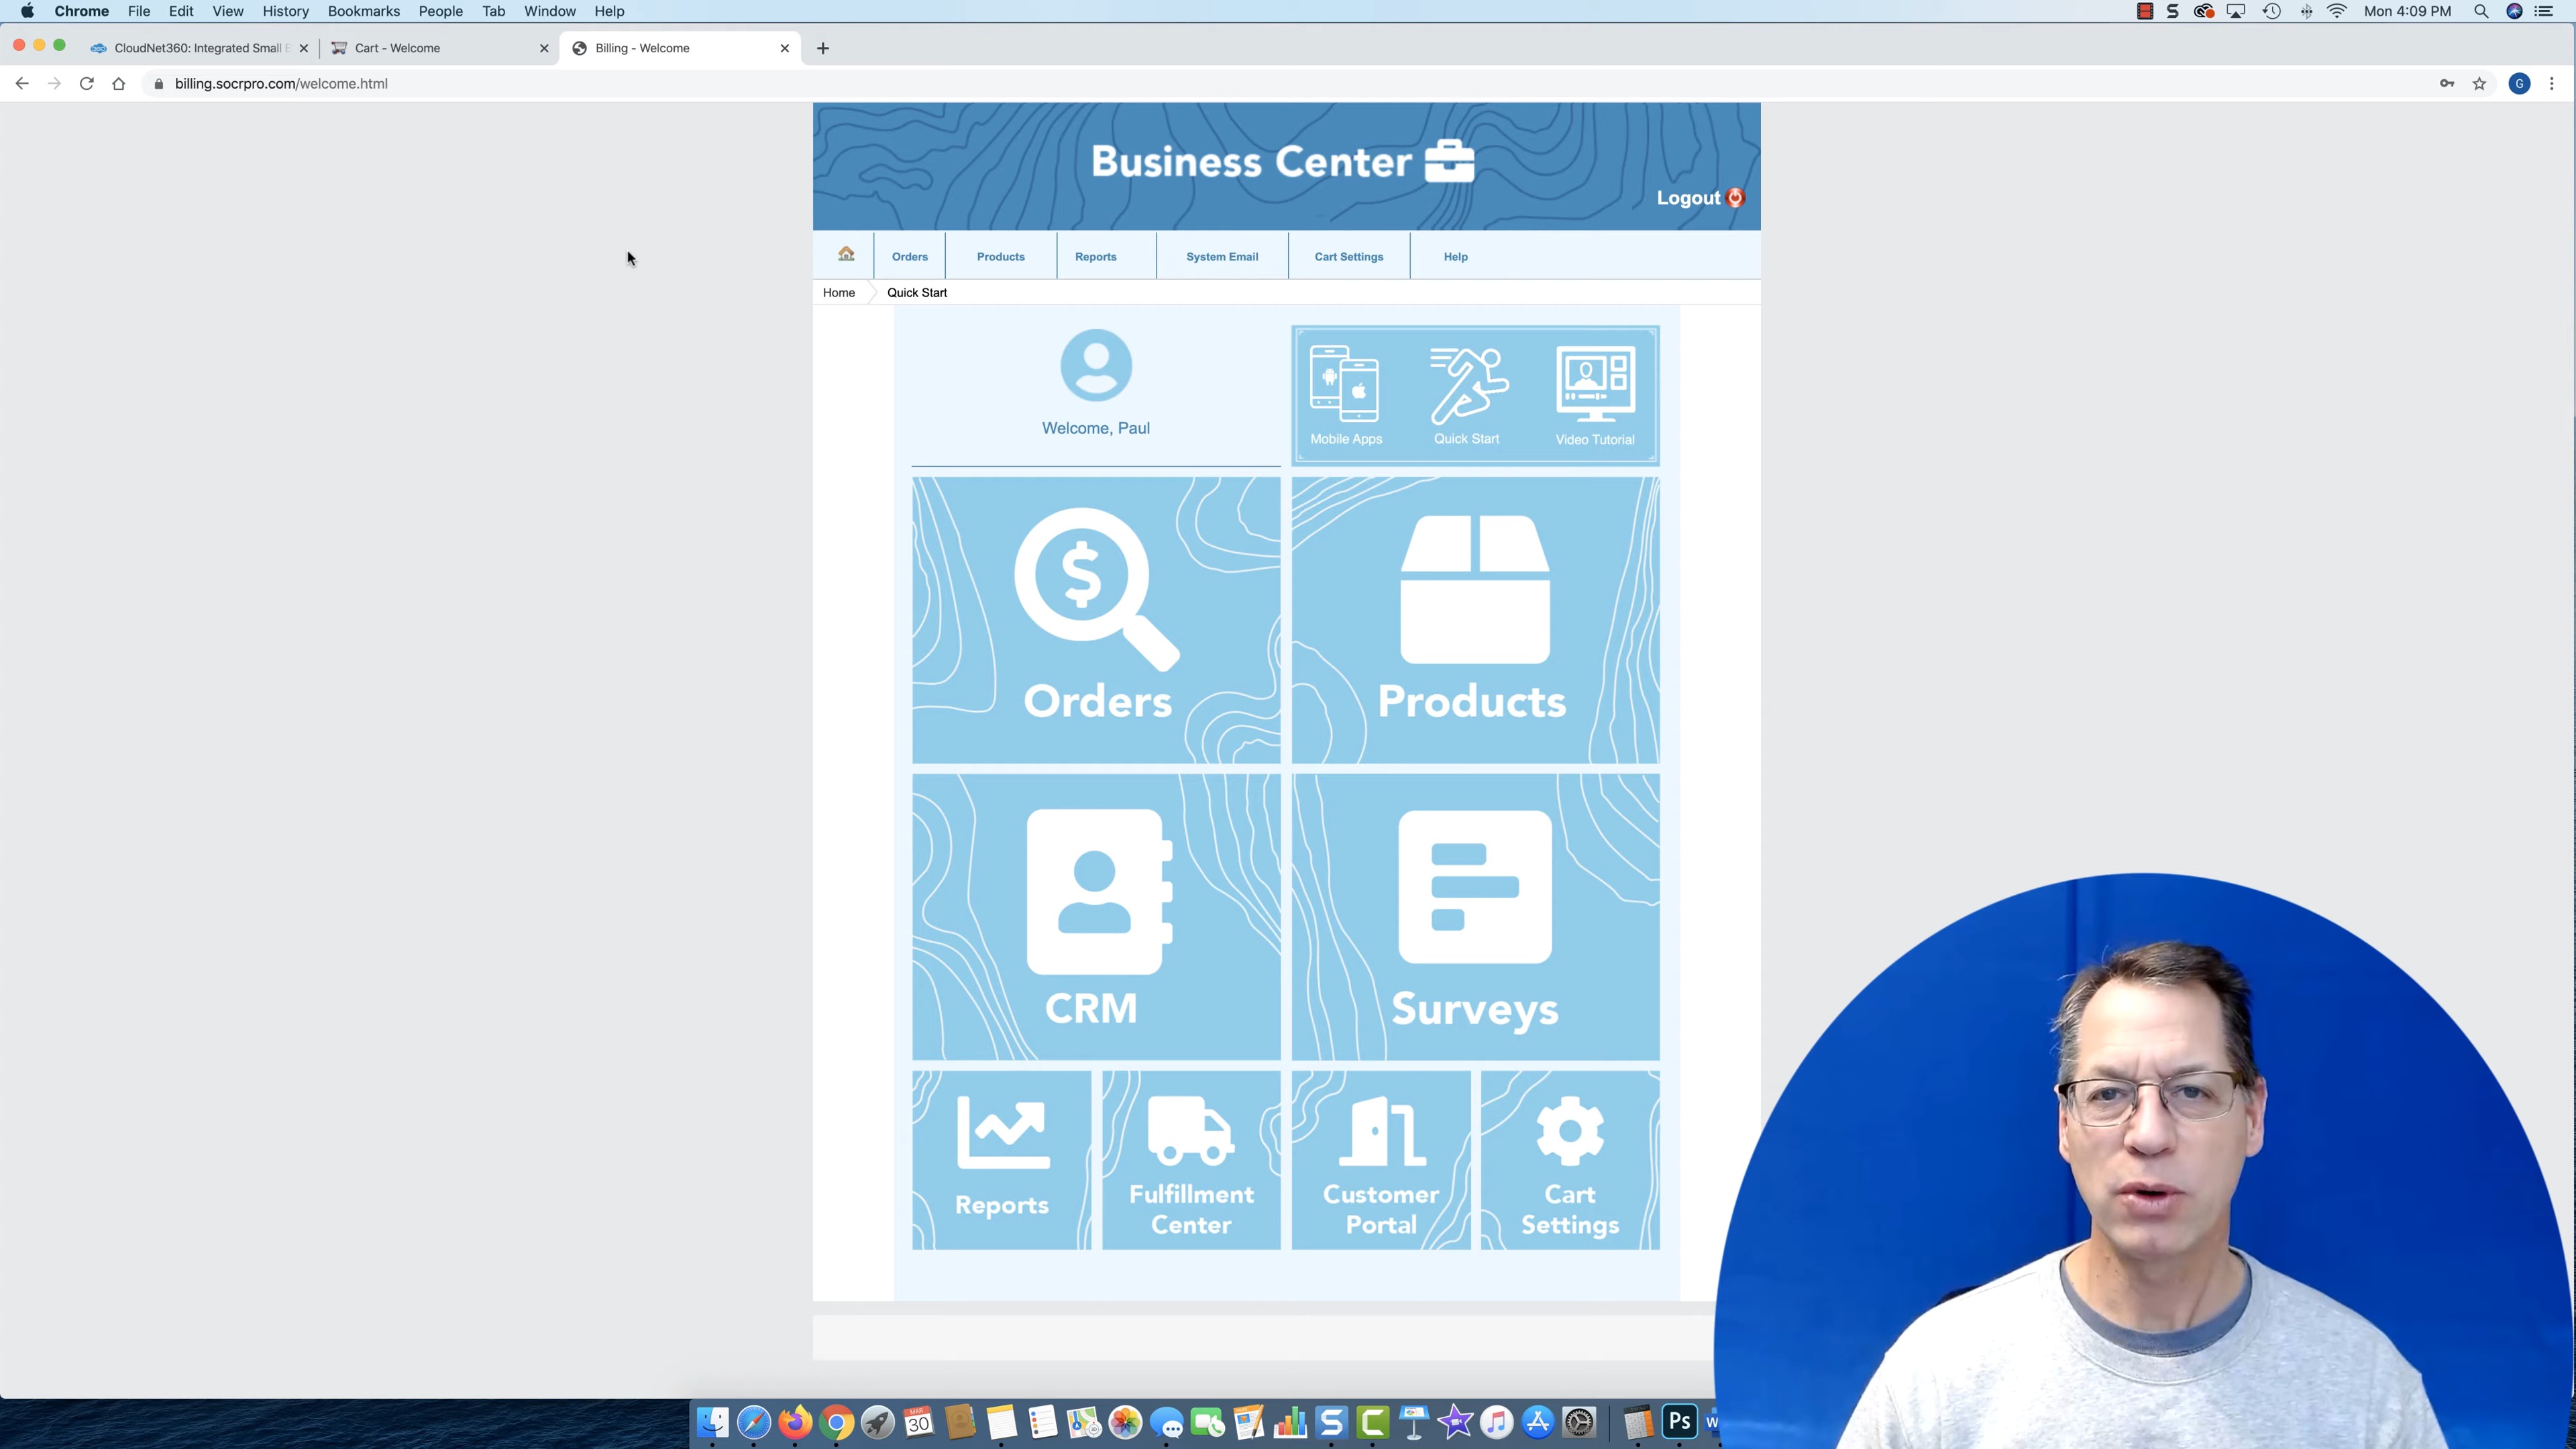 Chrome File Edit View History Bookmarks People Tab Window Help Mon 4:09 PM
CloudNet360: Integrated Small Cart - Welcome Billing - Welcome
billing.socrpro.com/welcome.html G
Business Center
Logout
Orders Products Reports System Email Cart Settings Help
Home Quick Start
Welcome, Paul
Mobile Apps Quick Start Video Tutorial
$
Orders
Products
CRM
Surveys
Reports
Fulfillment
Center
Customer
Portal
Cart
Settings
MAR
30
Ps